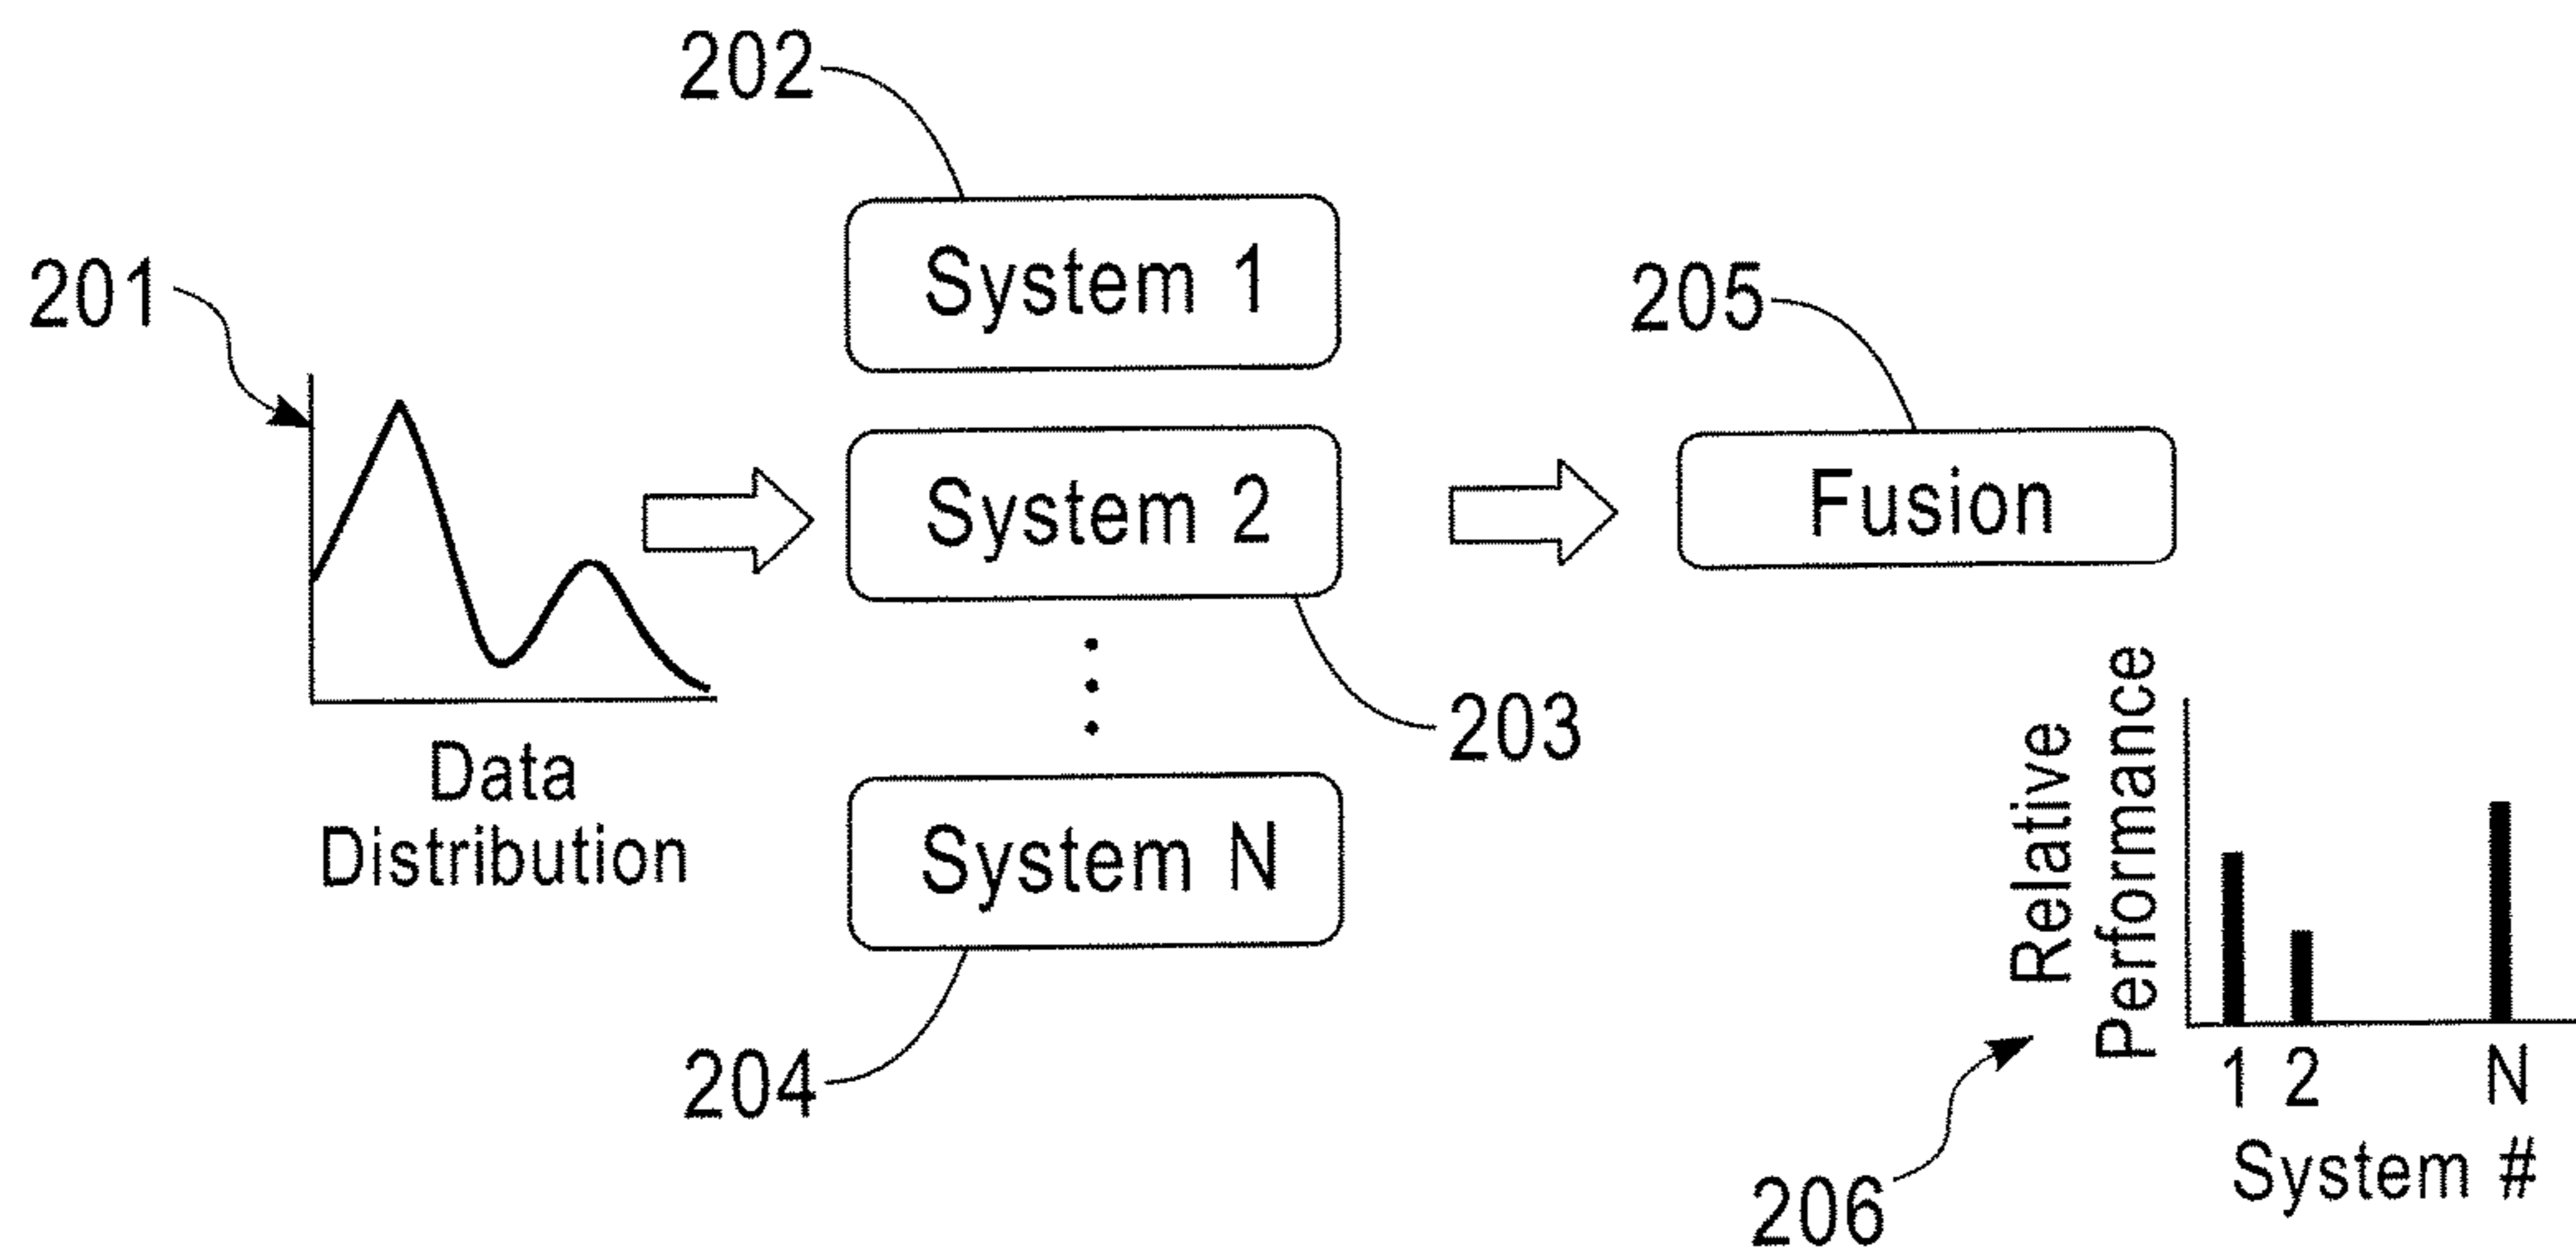 202
System 1
201
205
System 2
Fusion
203
Data
Distribution
System N
204
Relative
Performance
1 2 N
System #
206